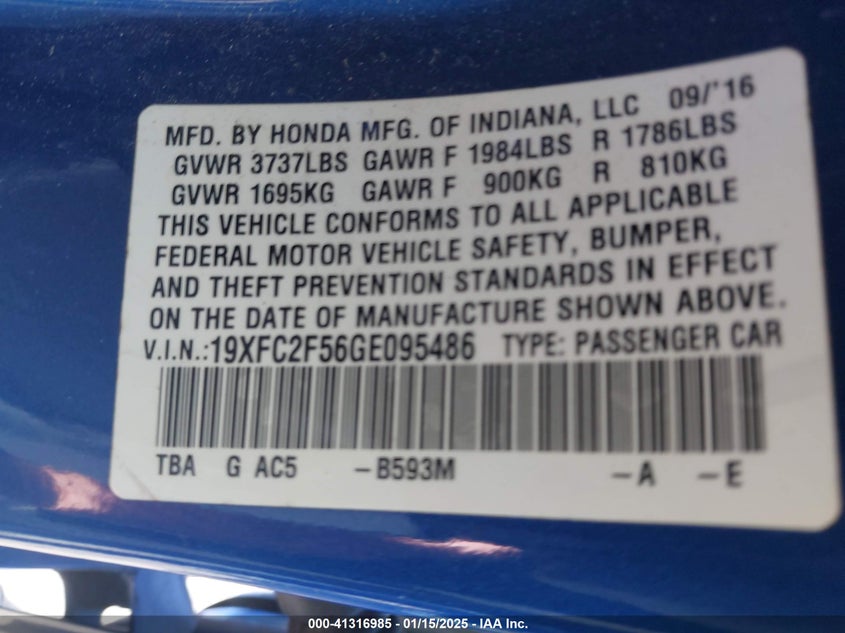 MFD. BY HONDA MFG. OF INDIANA, LLC 09/'16
GVWR 3737LBS GAWR F 1984LBS R 1786LBS
GVWR 1695KG GAWR F 900KG R 810KG
THIS VEHICLE CONFORMS TO ALL APPLICABLE
FEDERAL MOTOR VEHICLE SAFETY, BUMPER,
AND THEFT PREVENTION STANDARDS IN EFFECT
ON THE DATE OF MANUFACTURE SHOWN ABOVE.
V.I.N.:19XFC2F56GE095486 TYPE: PASSENGER CAR
TBA G AC5 -B593M -A -E
000-41316985 - 01/15/2025 - IAA Inc.